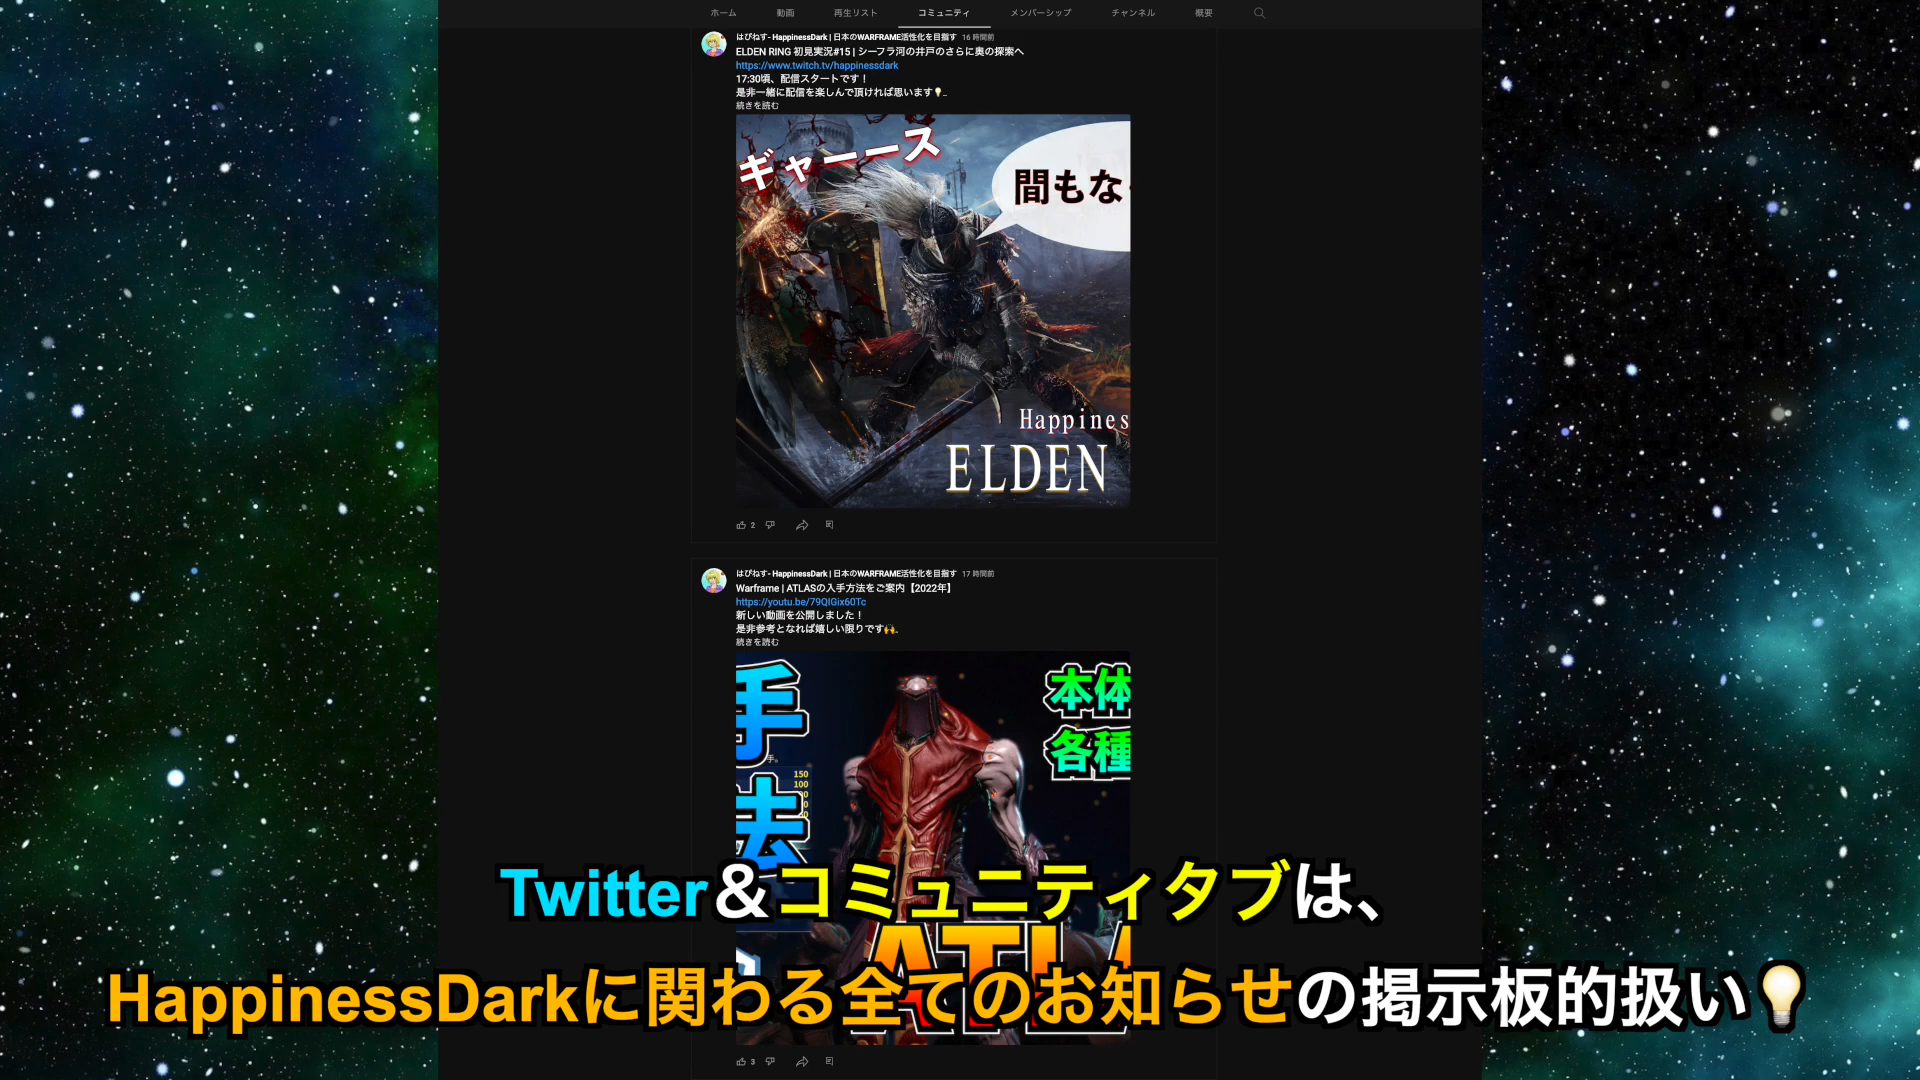 ホーム 動画 再生リスト コミュニティ メンバーシップ チャンネル 概要
はぴねす- HappinessDark | 日本のWARFRAME活性化を目指す 16 時間前
ELDEN RING 初見実況#15 | シーフラ河の井戸のさらに奥の探索へ
https://www.twitch.tv/happinessdark
17:30頃、配信スタートです！
是非一緒に配信を楽しんで頂ければ思います💡...
続きを読む
ギャーース
間もな
Happines
ELDEN
2
はぴねす- HappinessDark | 日本のWARFRAME活性化を目指す 17 時間前
Warframe | ATLASの入手方法をご案内【2022年】
https://youtu.be/79QIGix60Tc
新しい動画を公開しました！
是非参考となれば嬉しい限りです🙌...
続きを読む
手
法
手。
150
100
本体
各種
ATLA
Twitter＆コミュニティタブは、
HappinessDarkに関わる全てのお知らせの掲示板的扱い💡
3